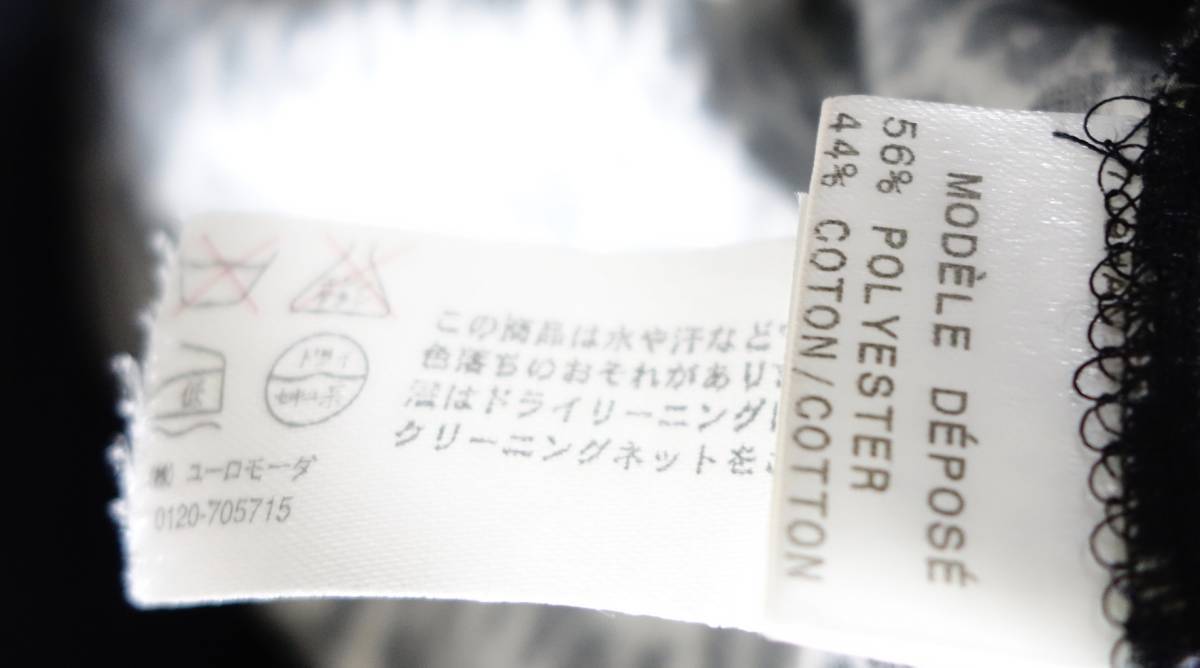 この商品は水や汗など
色落ちのおそれがあり
湿はドライリーニング
クリーニングネットを
ドライ
低
(株) ユーロモーダ
0120-705715
MODÈLE DÉPOSÉ
56% POLYESTER
44% COTON/COTTON